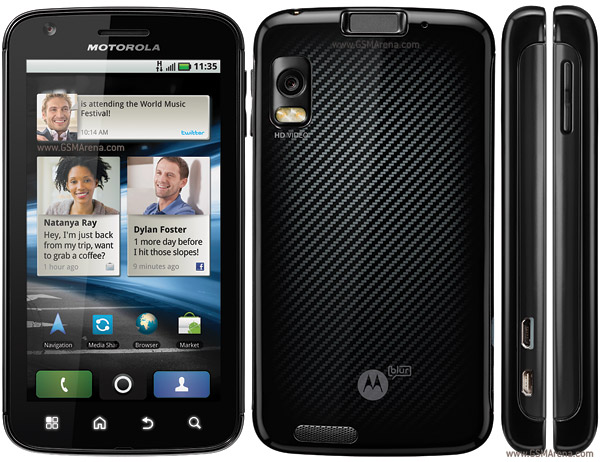 www.GSMArena.com
MOTOROLA
H
11:35
is attending the World Music
Festival!
10:14 AM
twitter
www.GSMArena.com
Natanya Ray
Hey, I'm just back
from my trip, want
to grab a coffee?
1 hour ago
Dylan Foster
1 more day before
I hit those slopes!
9 minutes ago
f
Navigation
Media Sha
Browser
Market
www.GSMArena.com
HD VIDEO
blur
www.GSMArena.com